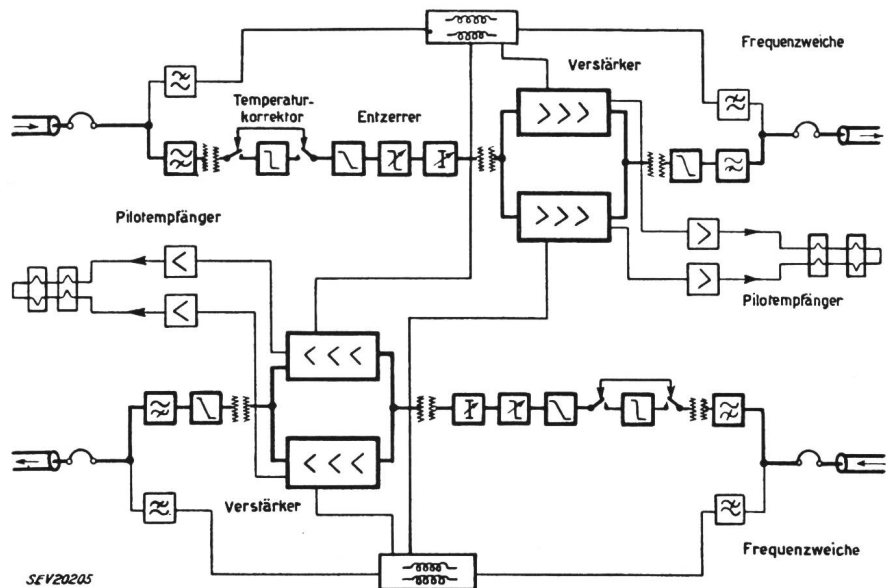 Frequenzweiche
Verstärker
Temperatur-
korrektor
Entzerrer
Pilotempfänger
Pilotempfänger
Verstärker
Frequenzweiche
SEV20205